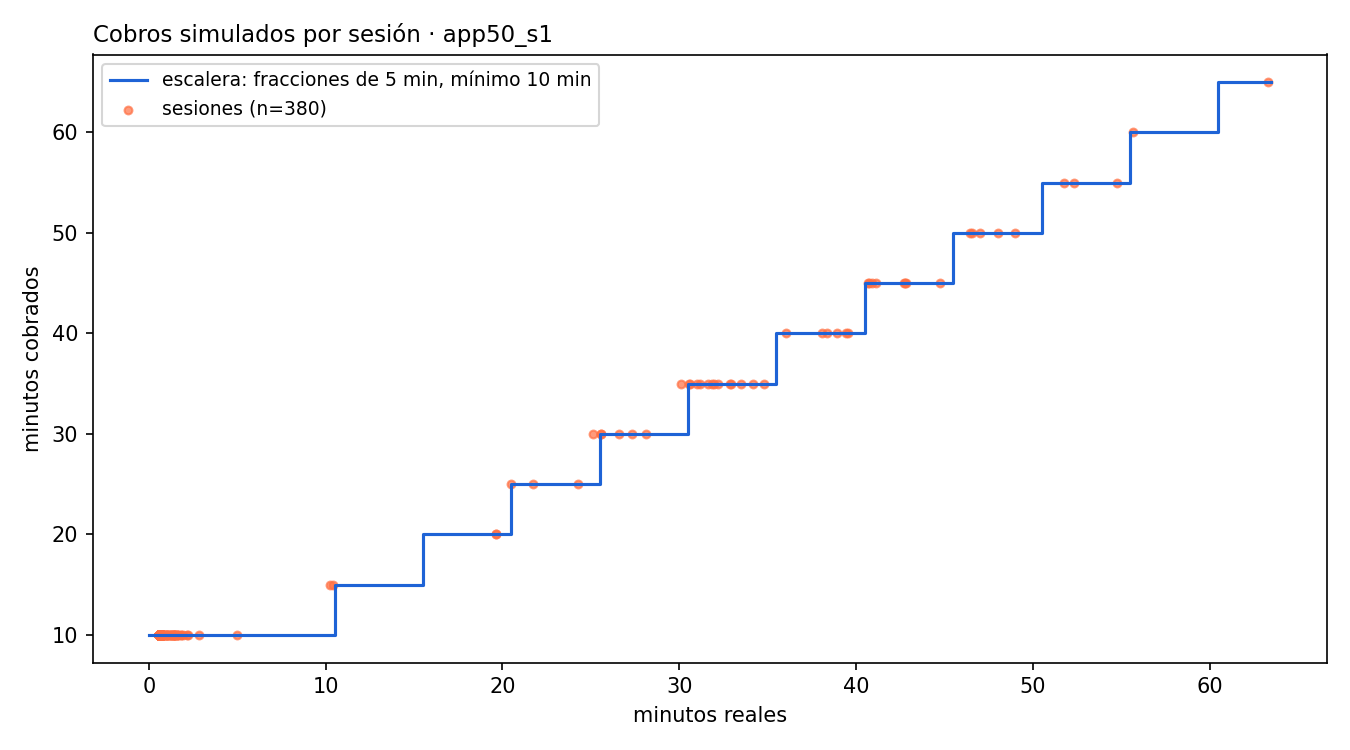 Cobros simulados por sesión · app50_s1
escalera: fracciones de 5 min, mínimo 10 min
sesiones (n=380)
minutos cobrados
60
50
40
30
20
10
0
10
20
30
40
50
60
minutos reales